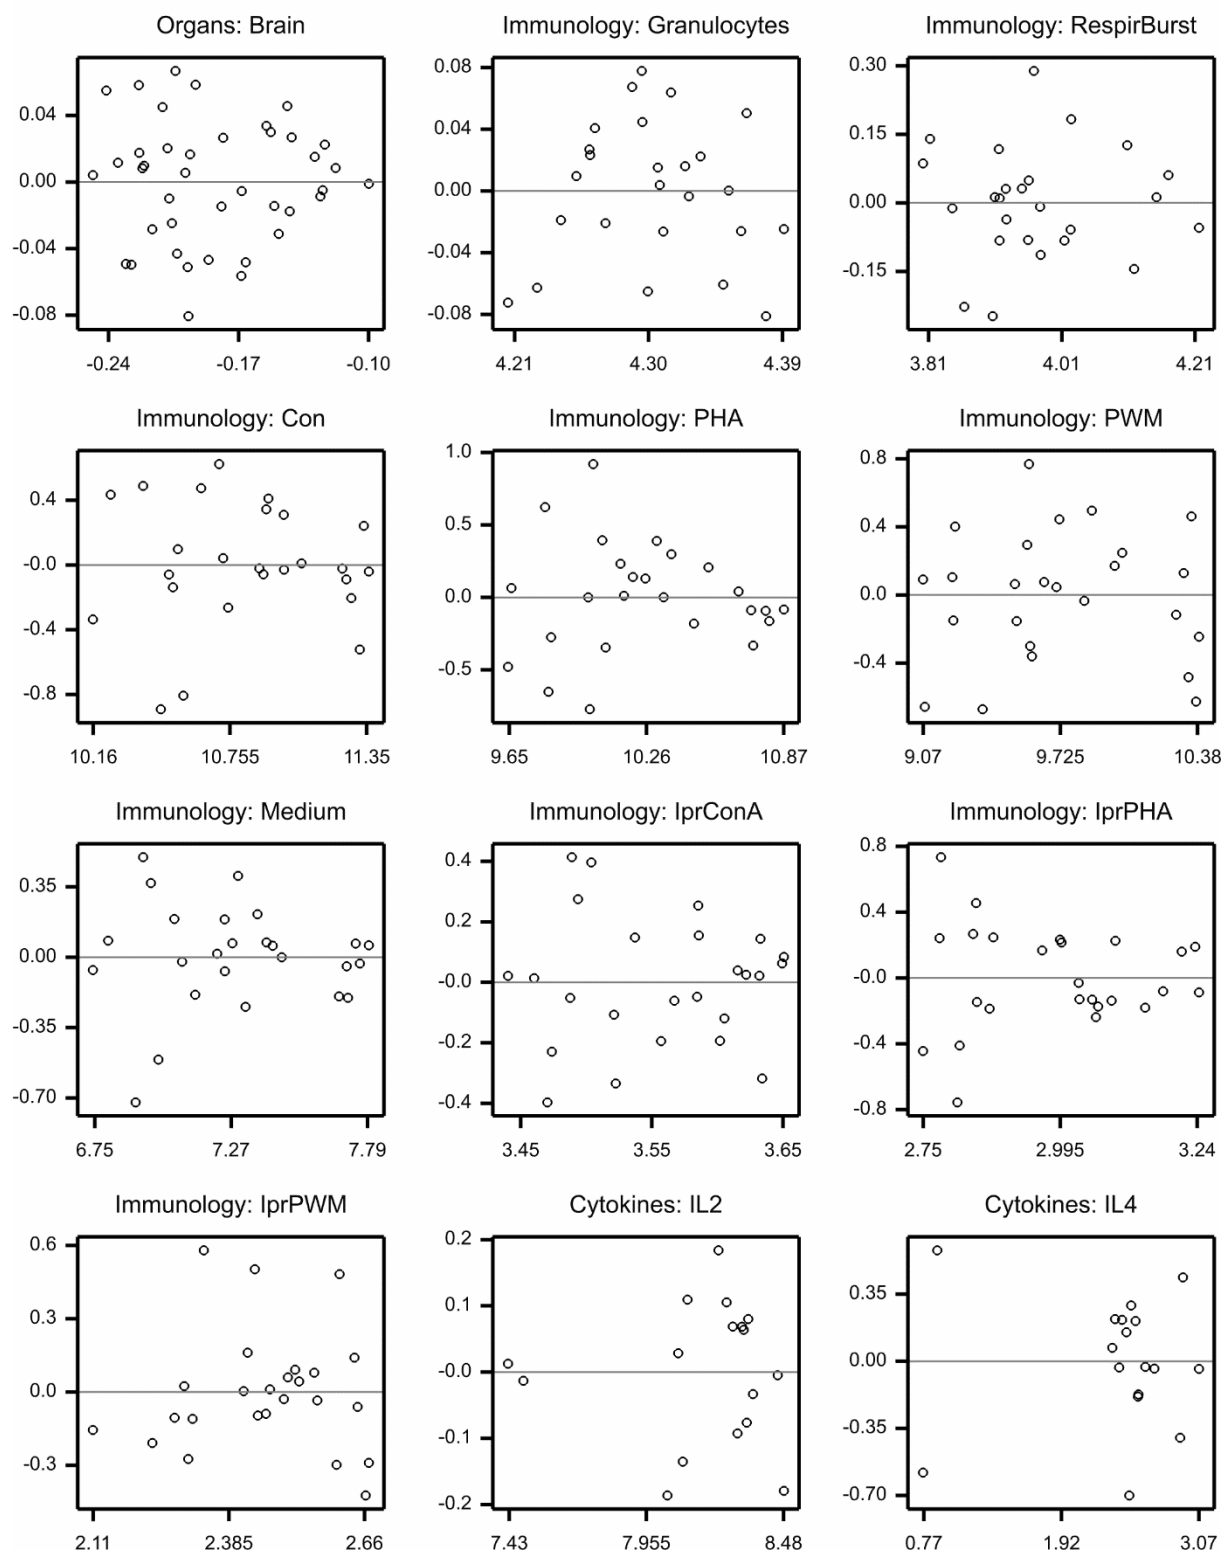 Organs: Brain
0.04
0.00
-0.04
-0.08
-0.24 -0.17 -0.10
Immunology: Granulocytes
0.08
0.04
0.00
-0.04
-0.08
4.21 4.30 4.39
Immunology: RespirBurst
0.30
0.15
0.00
-0.15
3.81 4.01 4.21
Immunology: Con
0.4
-0.0
-0.4
-0.8
10.16 10.755 11.35
Immunology: PHA
1.0
0.5
0.0
-0.5
9.65 10.26 10.87
Immunology: PWM
0.8
0.4
0.0
-0.4
9.07 9.725 10.38
Immunology: Medium
0.35
0.00
-0.35
-0.70
6.75 7.27 7.79
Immunology: IprConA
0.4
0.2
-0.0
-0.2
-0.4
3.45 3.55 3.65
Immunology: IprPHA
0.8
0.4
-0.0
-0.4
-0.8
2.75 2.995 3.24
Immunology: IprPWM
0.6
0.3
0.0
-0.3
2.11 2.385 2.66
Cytokines: IL2
0.2
0.1
-0.0
-0.1
-0.2
7.43 7.955 8.48
Cytokines: IL4
0.35
0.00
-0.35
-0.70
0.77 1.92 3.07